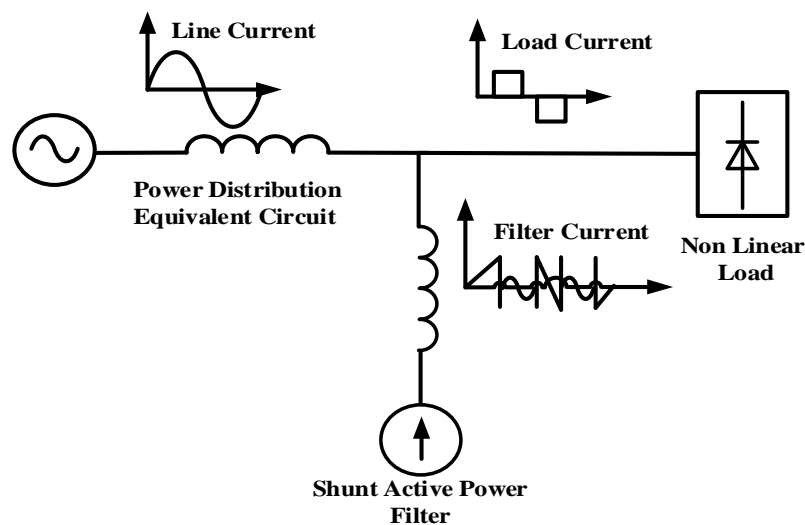 Line Current
Load Current
Power Distribution
Equivalent Circuit
Filter Current
Non Linear
Load
Shunt Active Power
Filter